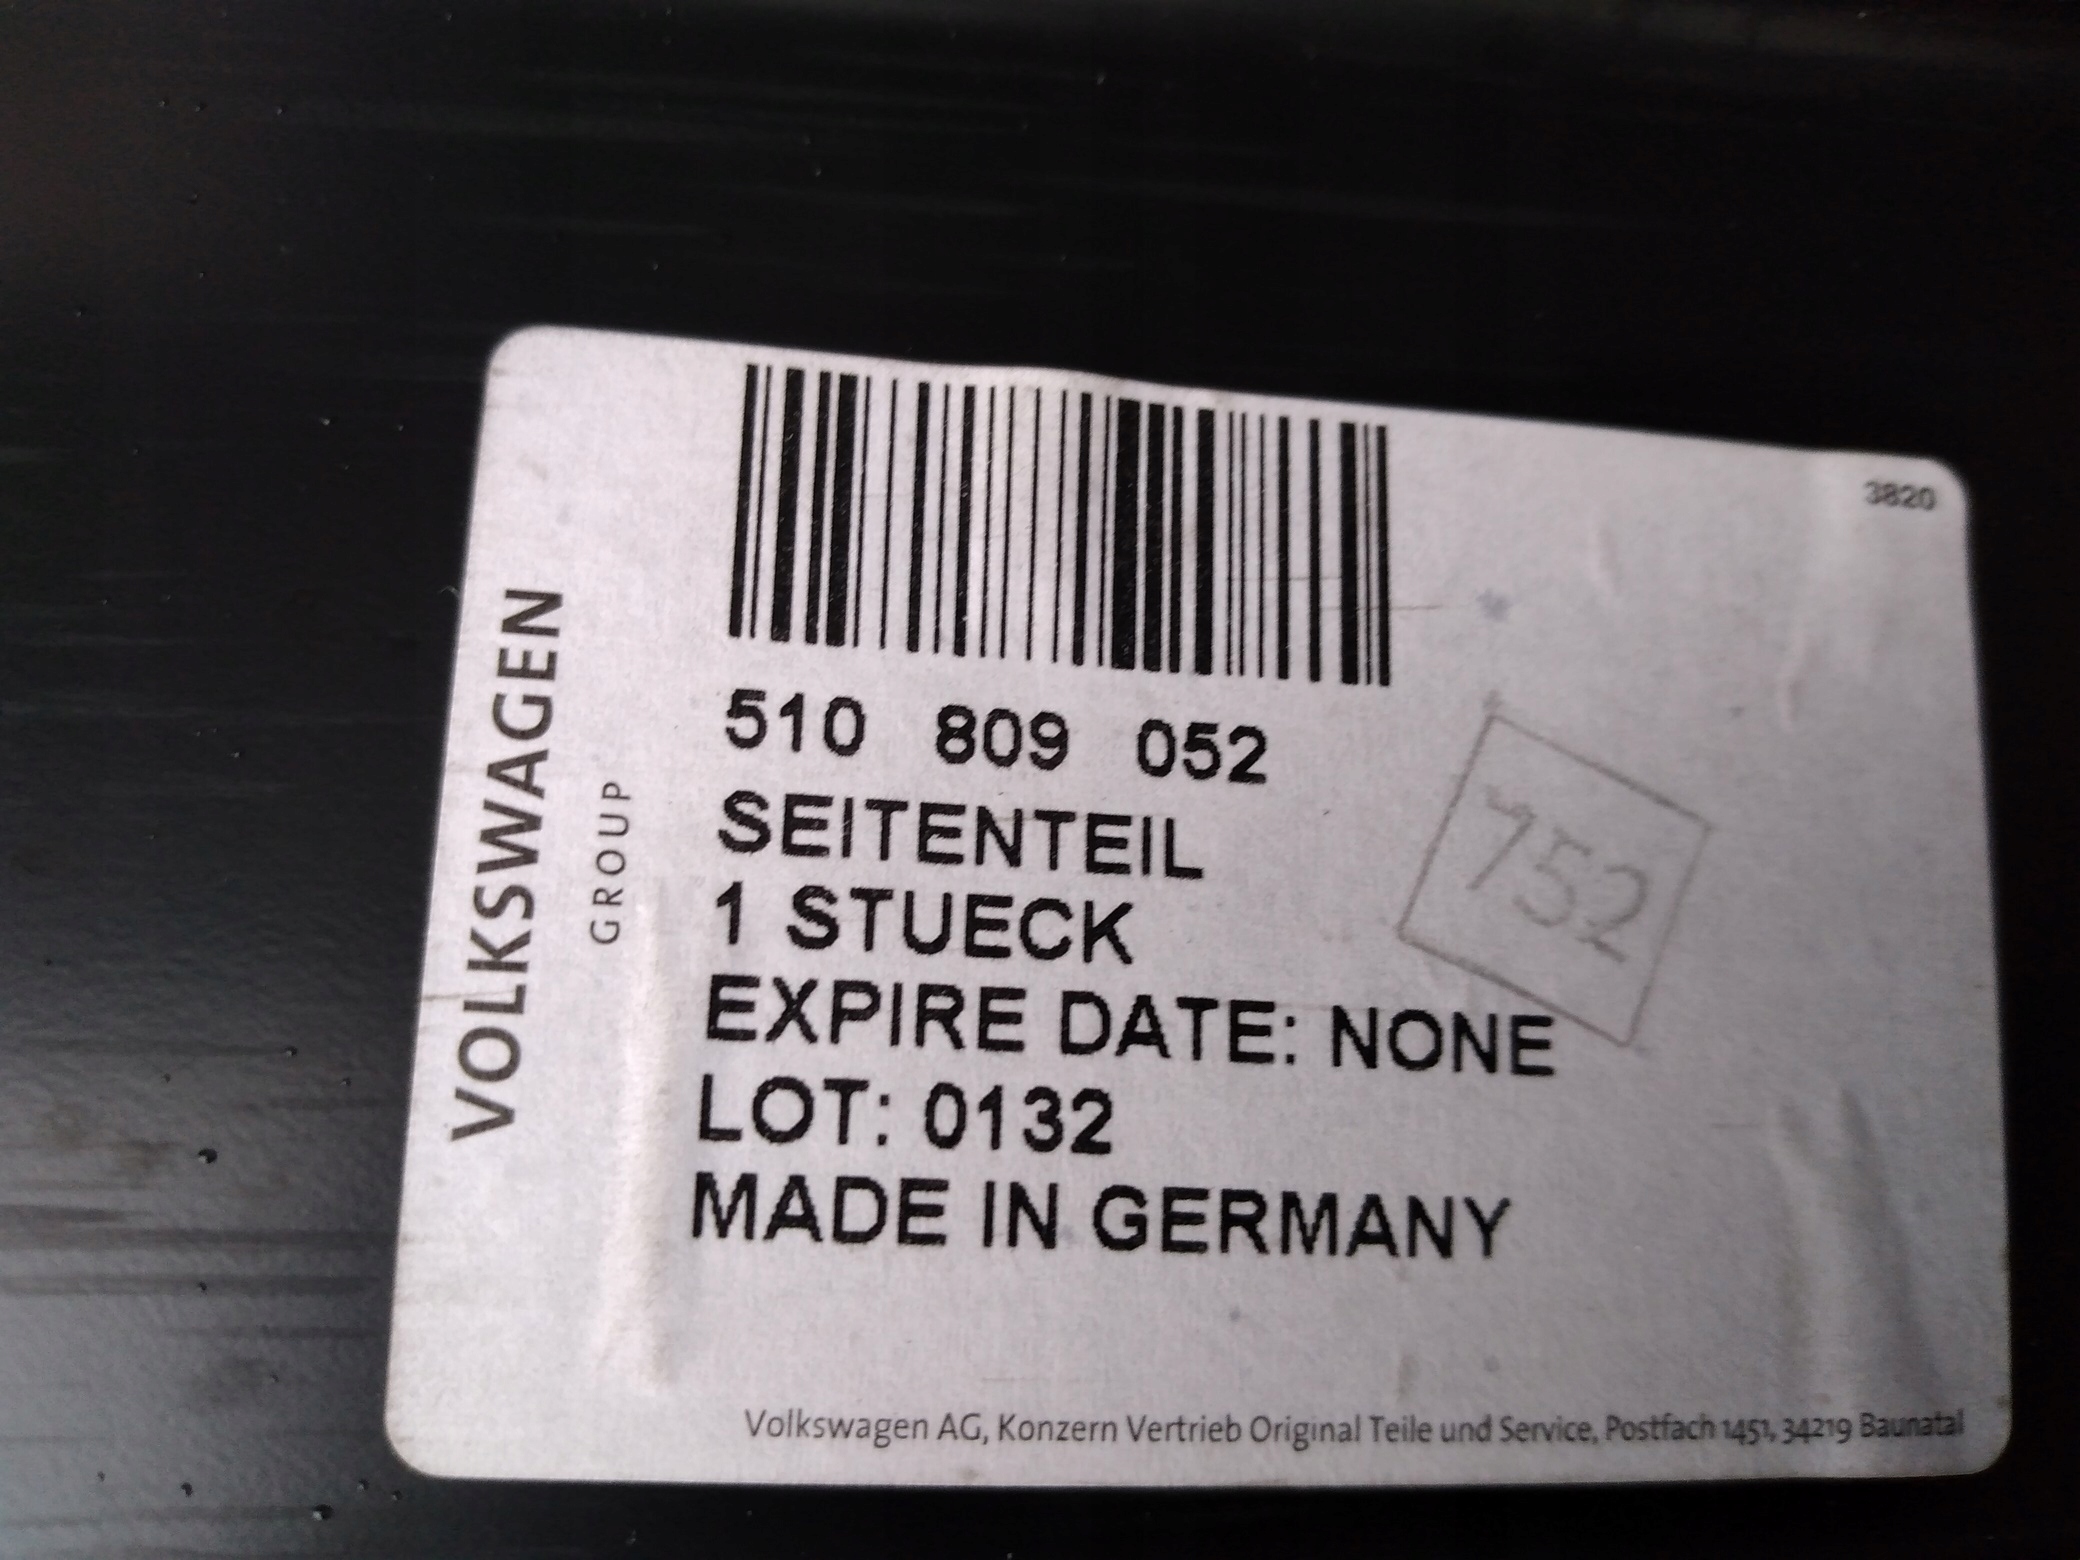 3820
VOLKSWAGEN
GROUP
510 809 052
SEITENTEIL
1 STUECK
EXPIRE DATE: NONE
LOT: 0132
MADE IN GERMANY
752
Volkswagen AG, Konzern Vertrieb Original Teile und Service, Postfach 1451, 34219 Baunatal